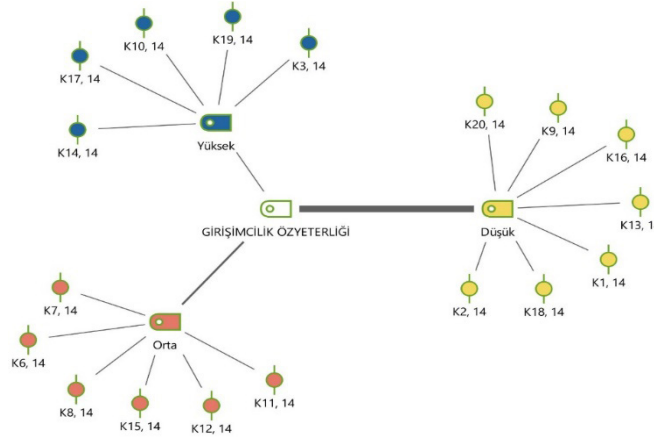 K19, 14
K10, 14
K3, 14
K17, 14
K20, 14
K9, 14
Yüksek
K14, 14
K16, 14
K13, 1
GİRİŞİMCİLİK ÖZYETERLİĞİ
Düşük
K1, 14
K7, 14
K2, 14
K18, 14
Orta
K6, 14
K11, 14
K8, 14
K15, 14
K12, 14